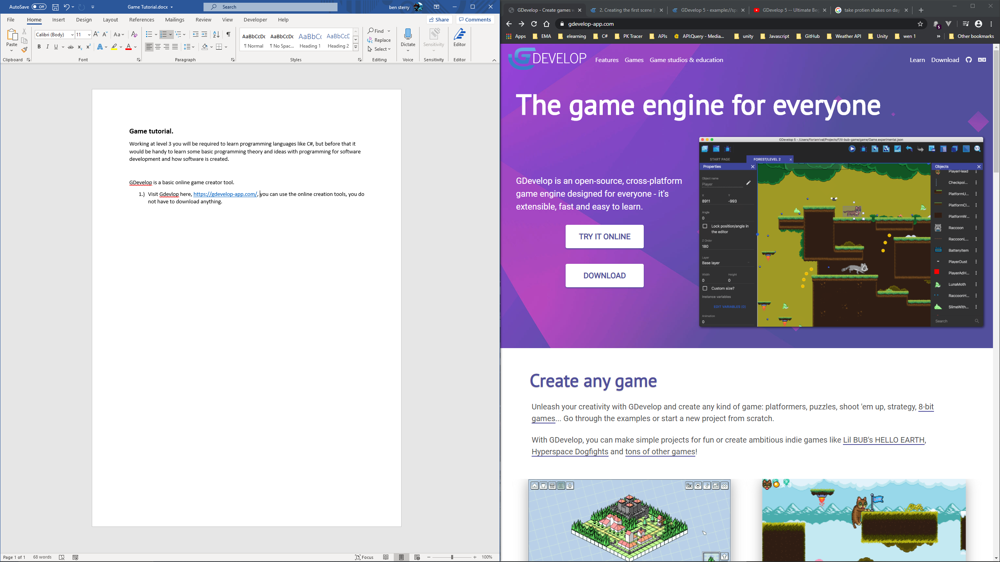 AutoSave Off
Game Tutorial.docx
Search
ben sterry
File Home Insert Design Layout References Mailings Review View Developer Help
Share Comments
Paste
Clipboard
Calibri (Body) 11
Font
Paragraph
AaBbCcDc AaBbCcDc AaBbC AaBbCcD
¶ Normal ¶ No Spac... Heading 1 Heading 2
Styles
Find
Replace
Select
Editing
Dictate
Voice
Sensitivity
Sensitivity
Editor
Editor
Game tutorial.
Working at level 3 you will be required to learn programming languages like C#, but before that it
would be handy to learn some basic programming theory and ideas with programming for software
development and how software is created.
GDevelop is a basic online game creator tool.
1.) Visit Gdevlop here, https://gdevelop-app.com/, you can use the online creation tools, you do
not have to download anything.
Page 1 of 1 68 words
Focus
100%
GDevelop - Create games w
2. Creating the first scene [
GDevelop 5 - example://sp
GDevelop 5 -- Ultimate Beg
take protien shakes on day
gdevelop-app.com
5
Apps EMA elearning C# PK Tracer APIs API:Query - Media... unity Javascript GitHub Weather API Unity wen 1 » Other bookmarks
GDEVELOP Features Games Game studios & education Learn Download
The game engine for everyone
GDevelop is an open-source, cross-platform
game engine designed for everyone - it's
extensible, fast and easy to learn.
TRY IT ONLINE
DOWNLOAD
GDevelop 5 - /Users/florianrival/Projects/F/lil-bub-game/game/Game.experimental.json
START PAGE FOREST/LEVEL 2
Properties
Object name
Player
X Y
8911 -993
Angle
0
Lock position/angle in
the editor
Z Order
180
Layer
Base layer
Width Height
0 0
Custom size?
Instance variables
EDIT VARIABLES (0)
Animation
0
Objects
PlayerHead
Checkpoi...
PlatformU...
PlatformCl...
PlatformW...
Raccoon
RaccoonL...
BatteryItem
PlayerDust
PlayerAdH...
LunaMoth
RaccoonH...
SlimeWith...
Search
Create any game
Unleash your creativity with GDevelop and create any kind of game: platformers, puzzles, shoot 'em up, strategy, 8-bit
games... Go through the examples or start a new project from scratch.
With GDevelop, you can make simple projects for fun or create ambitious indie games like Lil BUB's HELLO EARTH,
Hyperspace Dogfights and tons of other games!